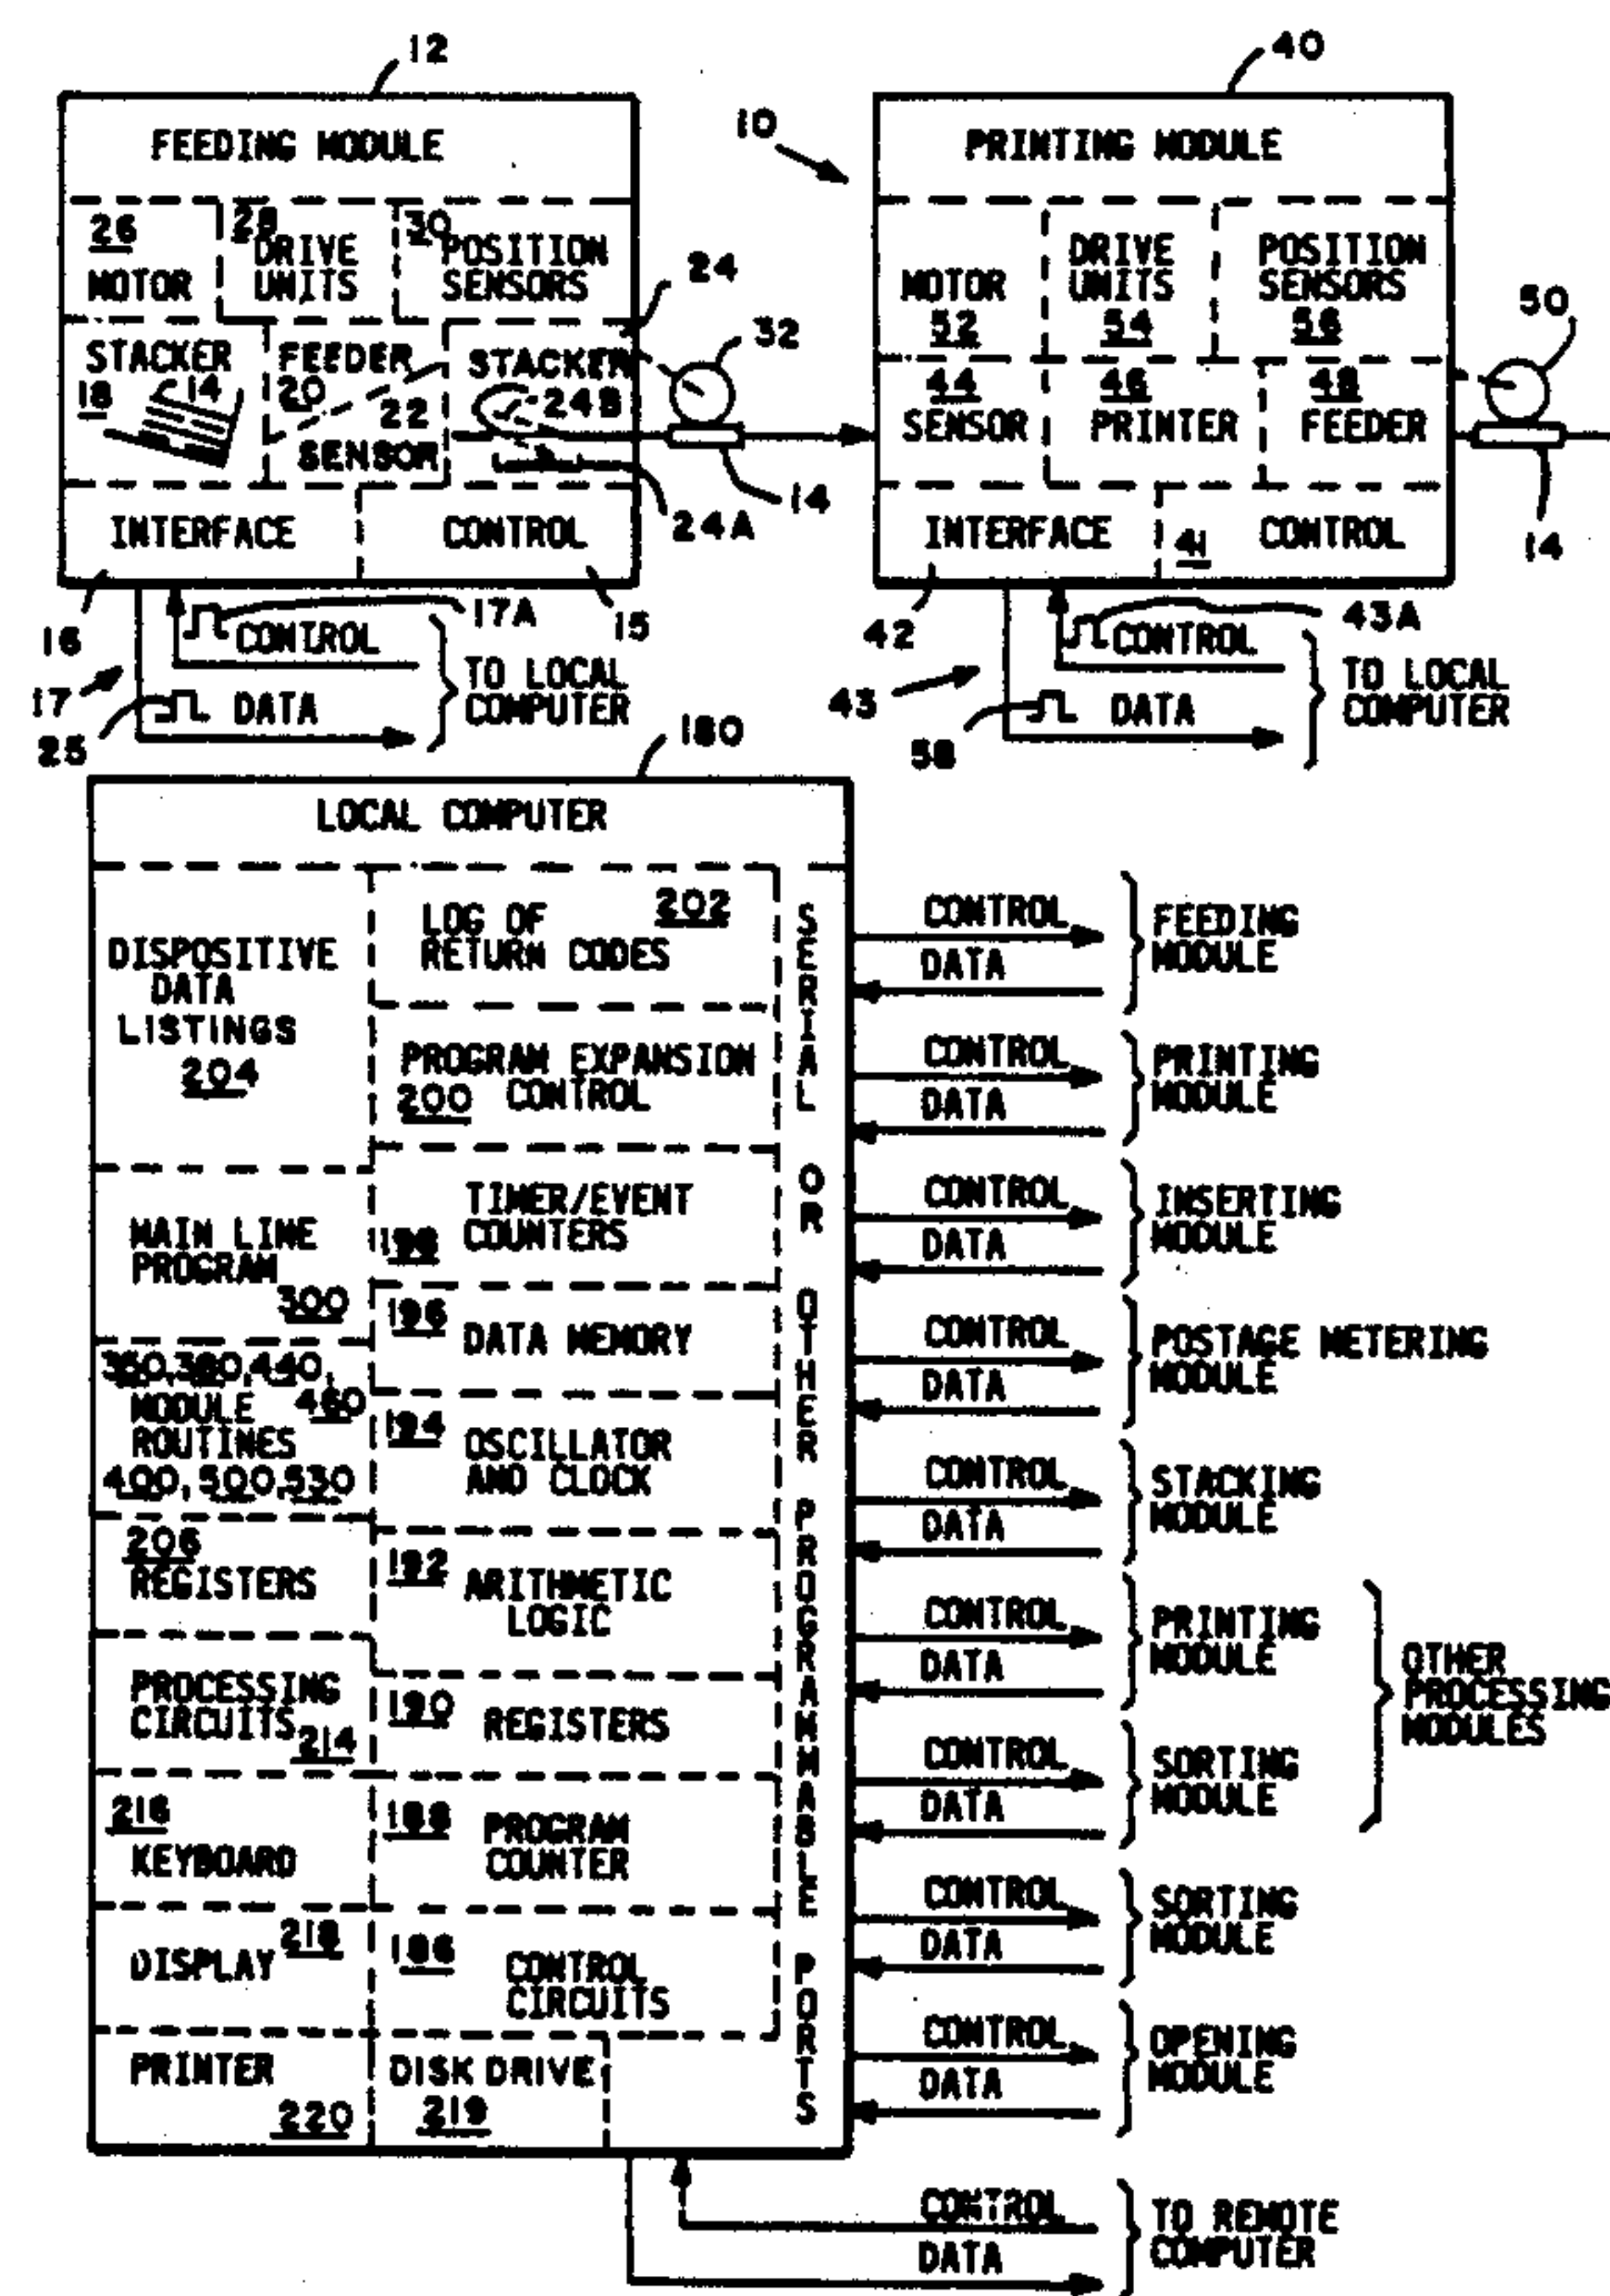 12
FEEDING MODULE
26
MOTOR
28
DRIVE
UNITS
30
POSITION
SENSORS
24
STACKER
18
14
FEEDER
20
22
SENSOR
STACKER
24B
32
14
24A
INTERFACE
CONTROL
16
15
17
17A
CONTROL
25
DATA
TO LOCAL
COMPUTER
10
40
PRINTING MODULE
MOTOR
52
DRIVE
UNITS
54
POSITION
SENSORS
56
50
44
SENSOR
46
PRINTER
48
FEEDER
14
INTERFACE
41
CONTROL
42
43
43A
CONTROL
58
DATA
TO LOCAL
COMPUTER
180
LOCAL COMPUTER
DISPOSITIVE
DATA
LISTINGS
204
LOG OF
RETURN CODES
202
PROGRAM EXPANSION
200 CONTROL
MAIN LINE
PROGRAM
300
TIMER/EVENT
198 COUNTERS
196
DATA MEMORY
350,380,440,
MODULE 460
ROUTINES
400,500,530
194
OSCILLATOR
AND CLOCK
206
REGISTERS
192
ARITHMETIC
LOGIC
PROCESSING
CIRCUITS
214
190
REGISTERS
216
KEYBOARD
188
PROGRAM
COUNTER
DISPLAY 218
186
CONTROL
CIRCUITS
PRINTER
220
DISK DRIVE
219
SERIAL OR OTHER PROGRAMMABLE PORTS
CONTROL
DATA
FEEDING
MODULE
CONTROL
DATA
PRINTING
MODULE
CONTROL
DATA
INSERTING
MODULE
CONTROL
DATA
POSTAGE METERING
MODULE
CONTROL
DATA
STACKING
MODULE
CONTROL
DATA
PRINTING
MODULE
CONTROL
DATA
SORTING
MODULE
OTHER
PROCESSING
MODULES
CONTROL
DATA
SORTING
MODULE
CONTROL
DATA
OPENING
MODULE
CONTROL
DATA
TO REMOTE
COMPUTER